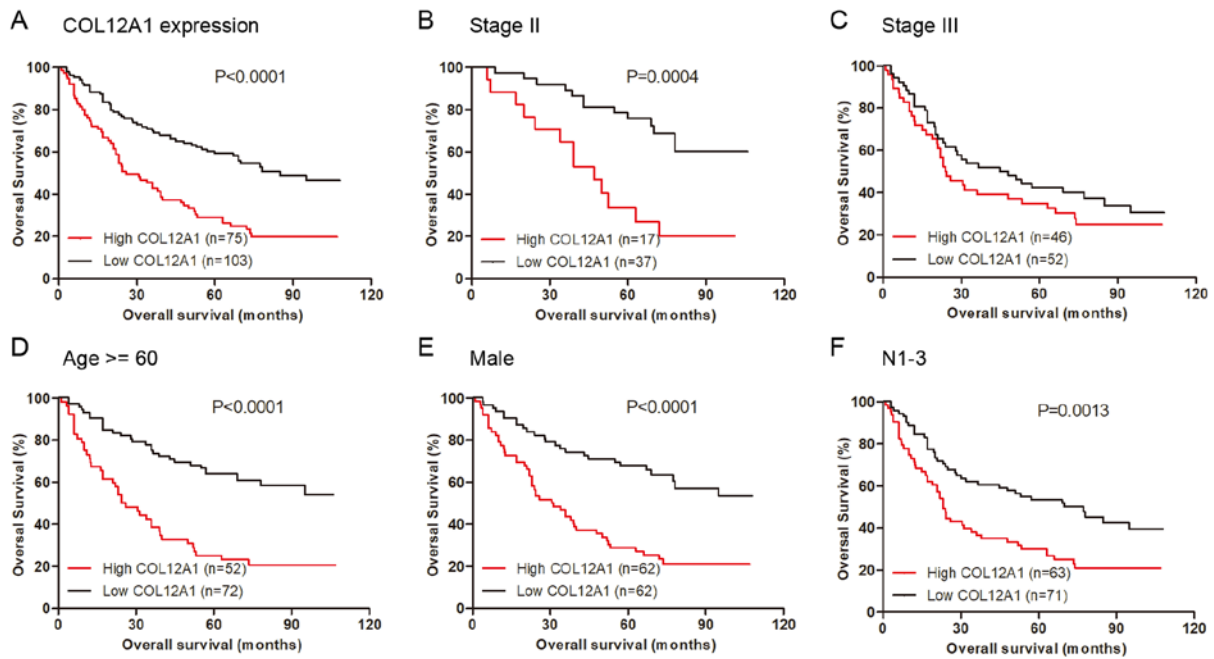 A COL12A1 expression
P<0.0001
Oversal Survival (%)
100
80
60
40
20
0
High COL12A1 (n=75)
Low COL12A1 (n=103)
0 30 60 90 120
Overall survival (months)
B Stage II
P=0.0004
Oversal Survival (%)
100
80
60
40
20
0
High COL12A1 (n=17)
Low COL12A1 (n=37)
0 30 60 90 120
Overall survival (months)
C Stage III
Oversal Survival (%)
100
80
60
40
20
0
High COL12A1 (n=46)
Low COL12A1 (n=52)
0 30 60 90 120
Overall survival (months)
D Age >= 60
P<0.0001
Oversal Survival (%)
100
80
60
40
20
0
High COL12A1 (n=52)
Low COL12A1 (n=72)
0 30 60 90 120
Overall survival (months)
E Male
P<0.0001
Oversal Survival (%)
100
80
60
40
20
0
High COL12A1 (n=62)
Low COL12A1 (n=62)
0 30 60 90 120
Overall survival (months)
F N1-3
P=0.0013
Oversal Survival (%)
100
80
60
40
20
0
High COL12A1 (n=63)
Low COL12A1 (n=71)
0 30 60 90 120
Overall survival (months)